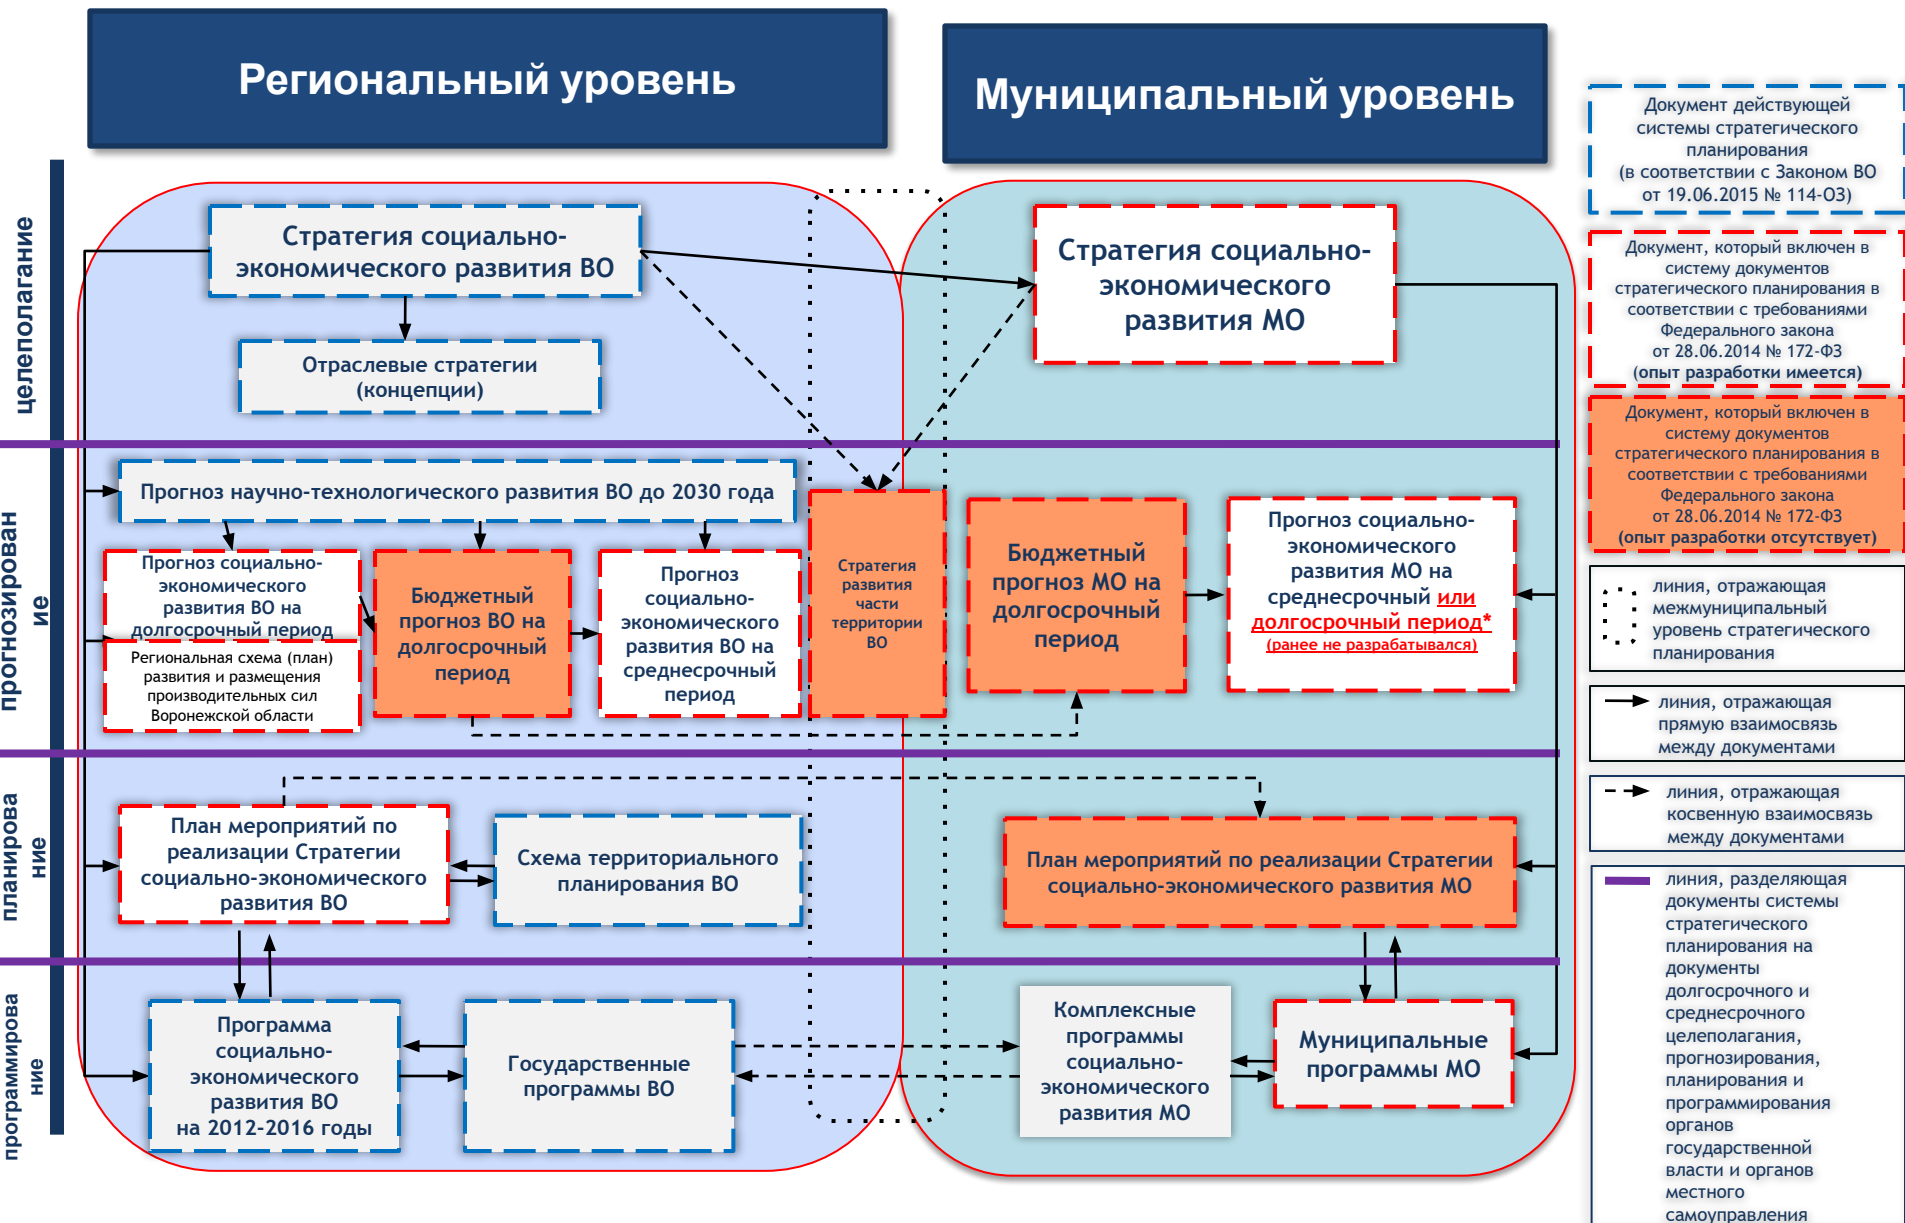 Региональный уровень
Муниципальный уровень
целеполагание
Стратегия социально-
экономического развития ВО
Отраслевые стратегии
(концепции)
Стратегия социально-
экономического
развития МО
прогнозирован
ие
Прогноз научно-технологического развития ВО до 2030 года
Прогноз социально-
экономического
развития ВО на
долгосрочный период
Региональная схема (план)
развития и размещения
производительных сил
Воронежской области
Бюджетный
прогноз ВО на
долгосрочный
период
Прогноз
социально-
экономического
развития ВО на
среднесрочный
период
Стратегия
развития
части
территории
ВО
Бюджетный
прогноз МО на
долгосрочный
период
Прогноз социально-
экономического
развития МО на
среднесрочный или
долгосрочный период*
(ранее не разрабатывался)
планирова
ние
План мероприятий по
реализации Стратегии
социально-экономического
развития ВО
Схема территориального
планирования ВО
План мероприятий по реализации Стратегии
социально-экономического развития МО
программирова
ние
Программа
социально-
экономического
развития ВО
на 2012-2016 годы
Государственные
программы ВО
Комплексные
программы
социально-
экономического
развития МО
Муниципальные
программы МО
Документ действующей
системы стратегического
планирования
(в соответствии с Законом ВО
от 19.06.2015 № 114-ОЗ)
Документ, который включен в
систему документов
стратегического планирования в
соответствии с требованиями
Федерального закона
от 28.06.2014 № 172-ФЗ
(опыт разработки имеется)
Документ, который включен в
систему документов
стратегического планирования в
соответствии с требованиями
Федерального закона
от 28.06.2014 № 172-ФЗ
(опыт разработки отсутствует)
линия, отражающая
межмуниципальный
уровень стратегического
планирования
линия, отражающая
прямую взаимосвязь
между документами
линия, отражающая
косвенную взаимосвязь
между документами
линия, разделяющая
документы системы
стратегического
планирования на
документы
долгосрочного и
среднесрочного
целеполагания,
прогнозирования,
планирования и
программирования
органов
государственной
власти и органов
местного
самоуправления